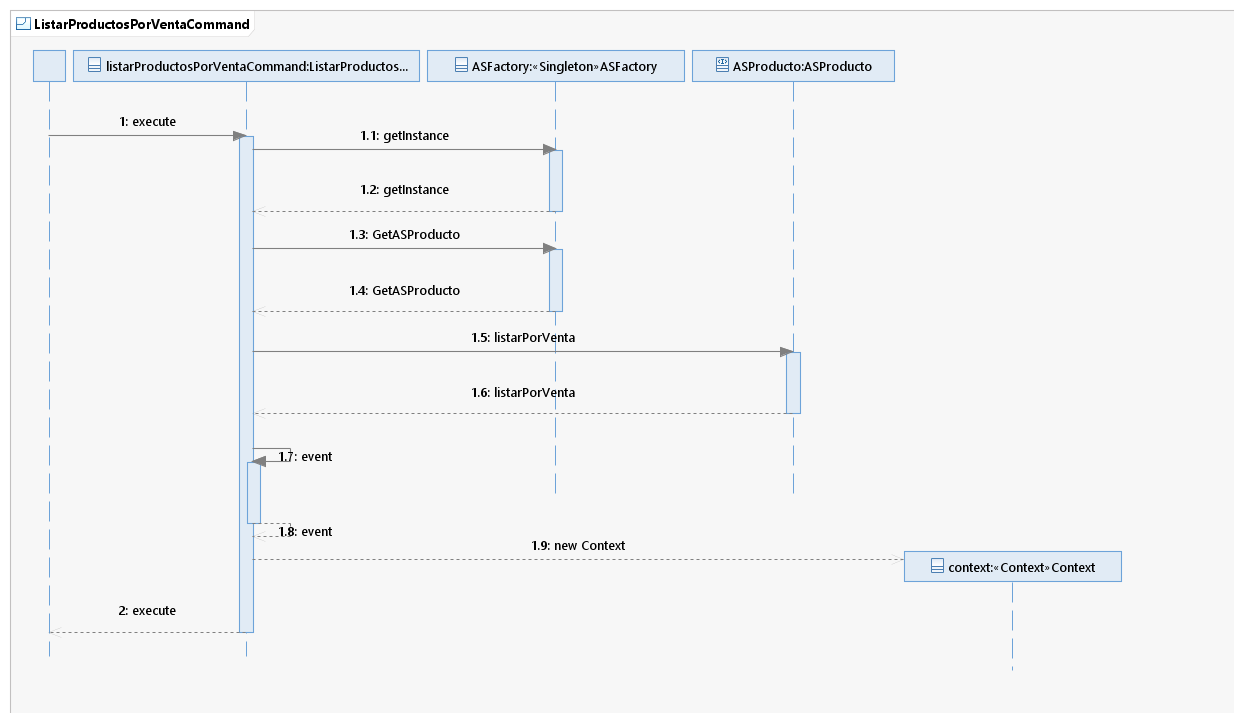 ListarProductosPorVentaCommand
listarProductosPorVentaCommand:ListarProductos...
ASFactory:«Singleton»ASFactory
ASProducto:ASProducto
1: execute
1.1: getInstance
1.2: getInstance
1.3: GetASProducto
1.4: GetASProducto
1.5: listarPorVenta
1.6: listarPorVenta
1.7: event
1.8: event
1.9: new Context
context:«Context»Context
2: execute